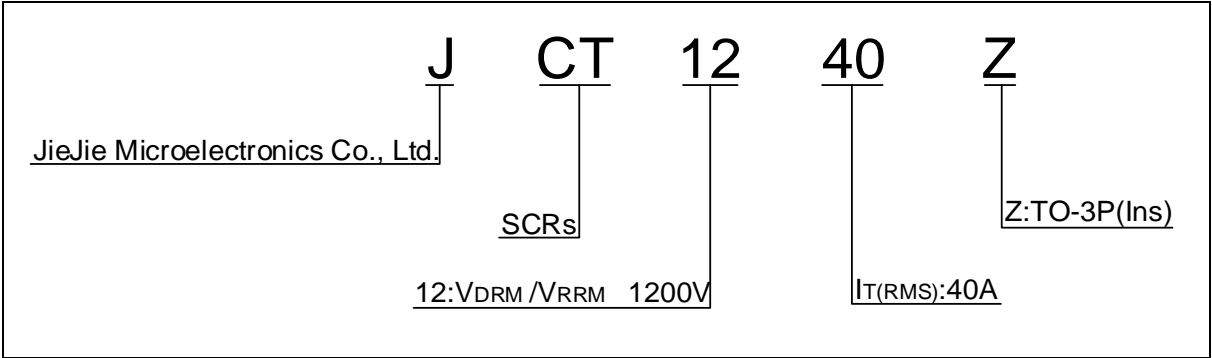 J CT 12 40 Z
JieJie Microelectronics Co., Ltd.
Z:TO-3P(Ins)
SCRs
12:VDRM /VRRM 1200V
IT(RMS):40A